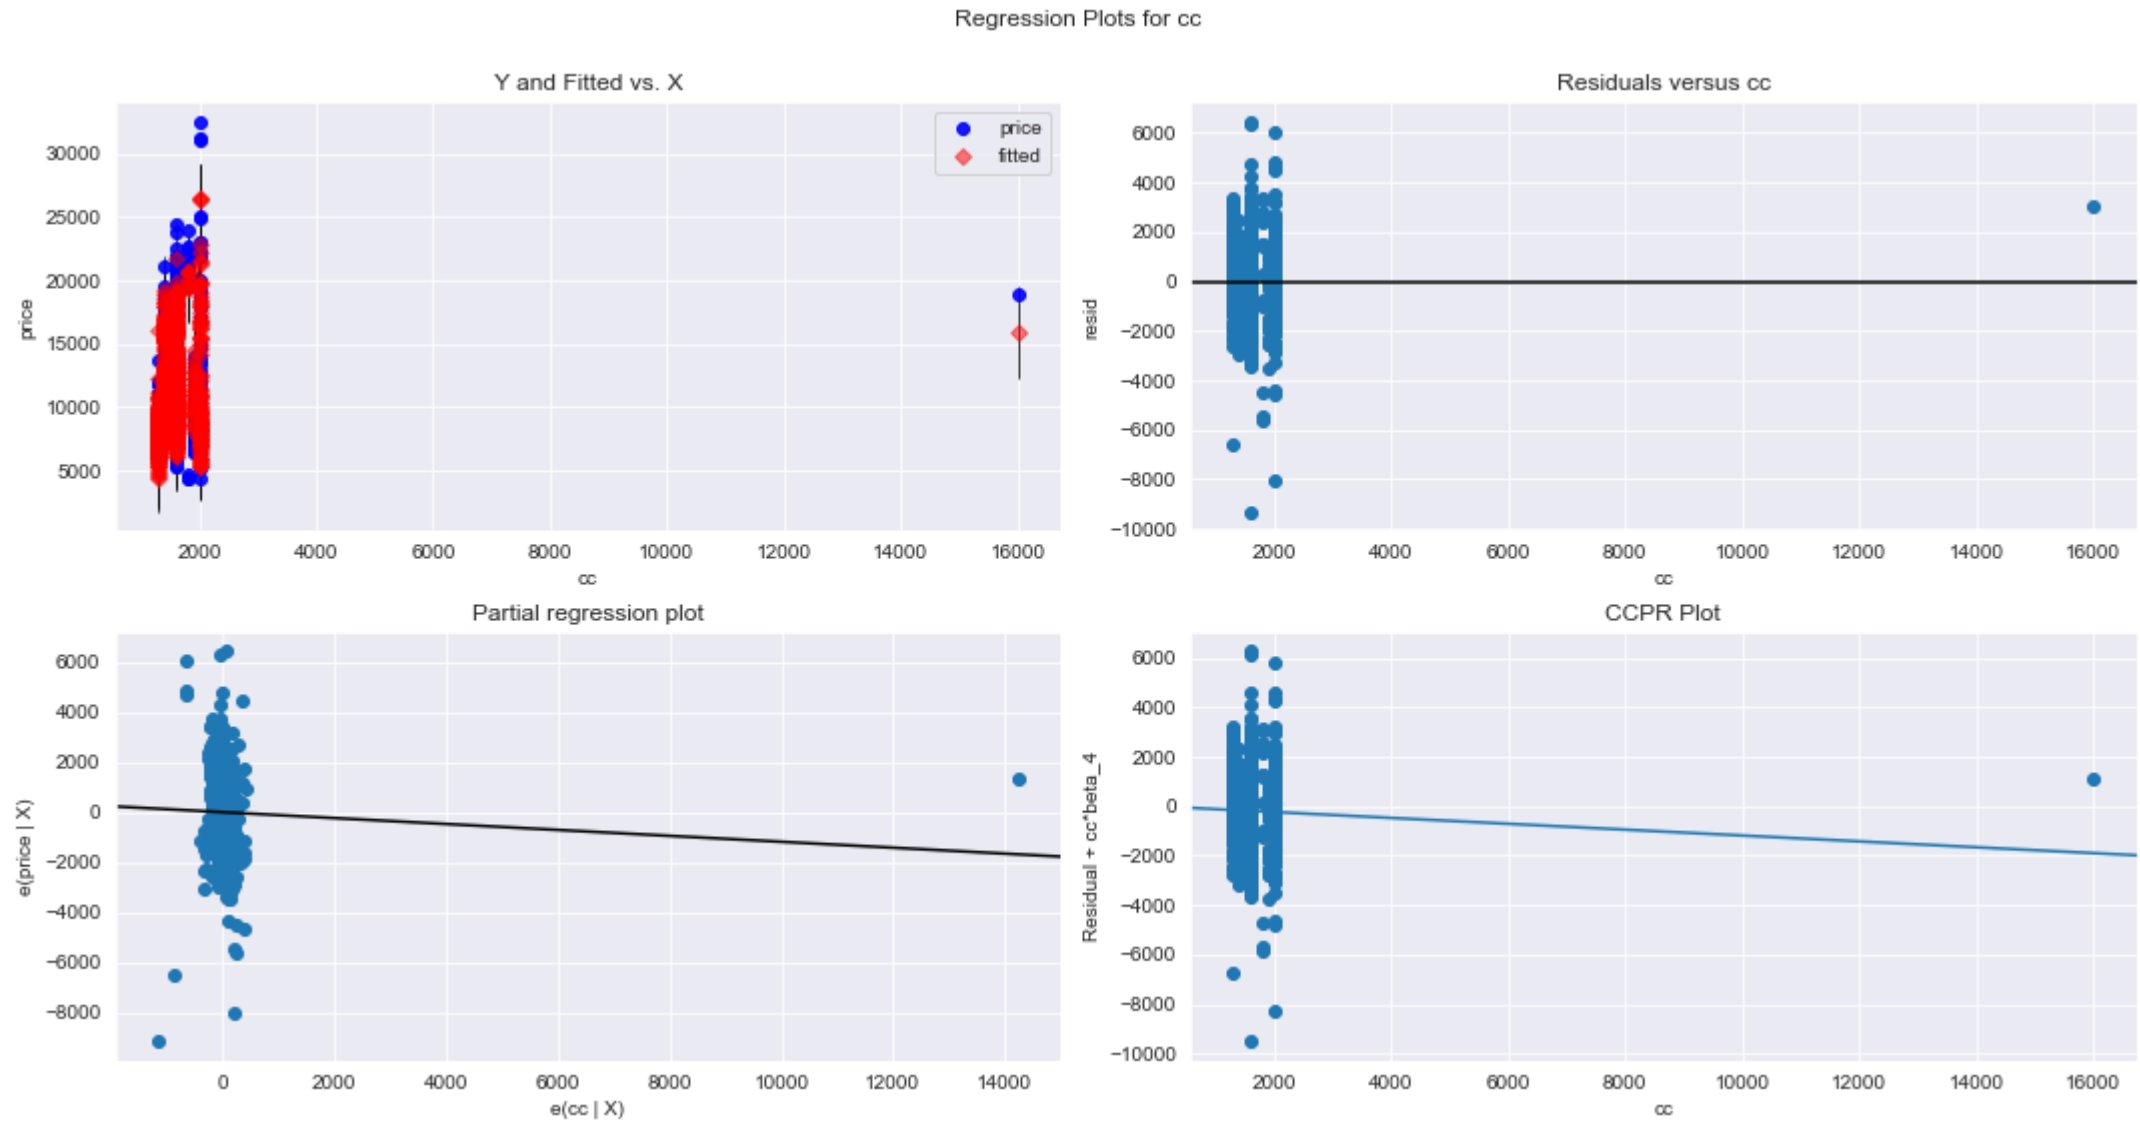 Regression Plots for cc
Y and Fitted vs. X
price
fitted
30000
25000
20000
15000
10000
5000
price
2000 4000 6000 8000 10000 12000 14000 16000
cc
Residuals versus cc
6000
4000
2000
0
−2000
−4000
−6000
−8000
−10000
resid
2000 4000 6000 8000 10000 12000 14000 16000
cc
Partial regression plot
6000
4000
2000
0
−2000
−4000
−6000
−8000
e(price | X)
0 2000 4000 6000 8000 10000 12000 14000
e(cc | X)
CCPR Plot
6000
4000
2000
0
−2000
−4000
−6000
−8000
−10000
Residual + cc*beta_4
2000 4000 6000 8000 10000 12000 14000 16000
cc